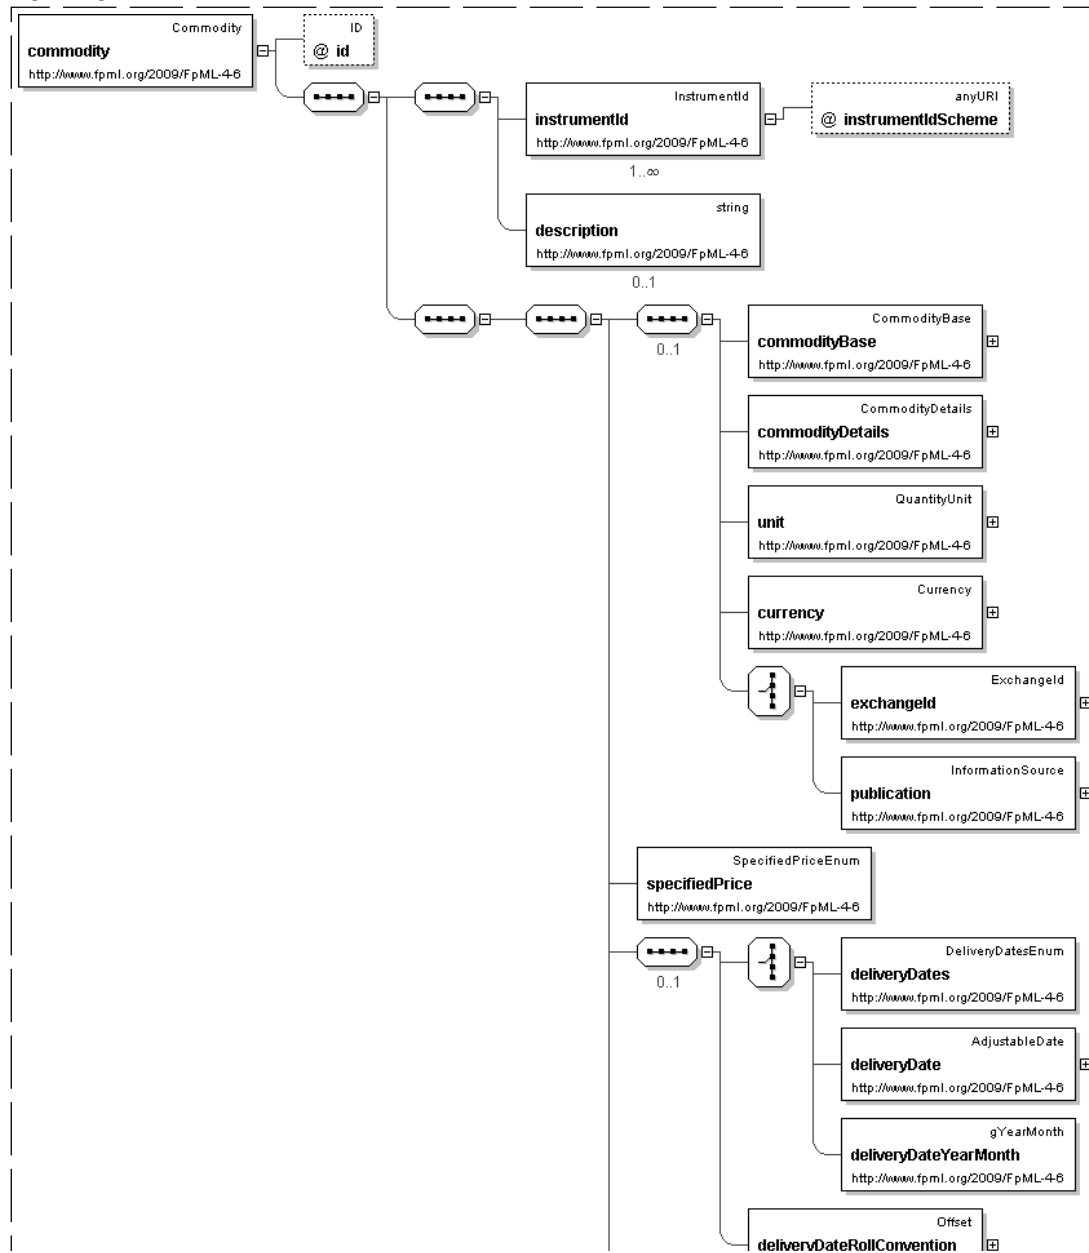 Commodity
commodity
http://www.fpml.org/2009/FpML-4-6
ID
@ id
InstrumentId
instrumentId
http://www.fpml.org/2009/FpML-4-6
1..∞
anyURI
@ instrumentIdScheme
string
description
http://www.fpml.org/2009/FpML-4-6
0..1
0..1
CommodityBase
commodityBase
http://www.fpml.org/2009/FpML-4-6
CommodityDetails
commodityDetails
http://www.fpml.org/2009/FpML-4-6
QuantityUnit
unit
http://www.fpml.org/2009/FpML-4-6
Currency
currency
http://www.fpml.org/2009/FpML-4-6
ExchangeId
exchangeId
http://www.fpml.org/2009/FpML-4-6
InformationSource
publication
http://www.fpml.org/2009/FpML-4-6
SpecifiedPriceEnum
specifiedPrice
http://www.fpml.org/2009/FpML-4-6
0..1
DeliveryDatesEnum
deliveryDates
http://www.fpml.org/2009/FpML-4-6
AdjustableDate
deliveryDate
http://www.fpml.org/2009/FpML-4-6
gYearMonth
deliveryDateYearMonth
http://www.fpml.org/2009/FpML-4-6
Offset
deliveryDateRollConvention